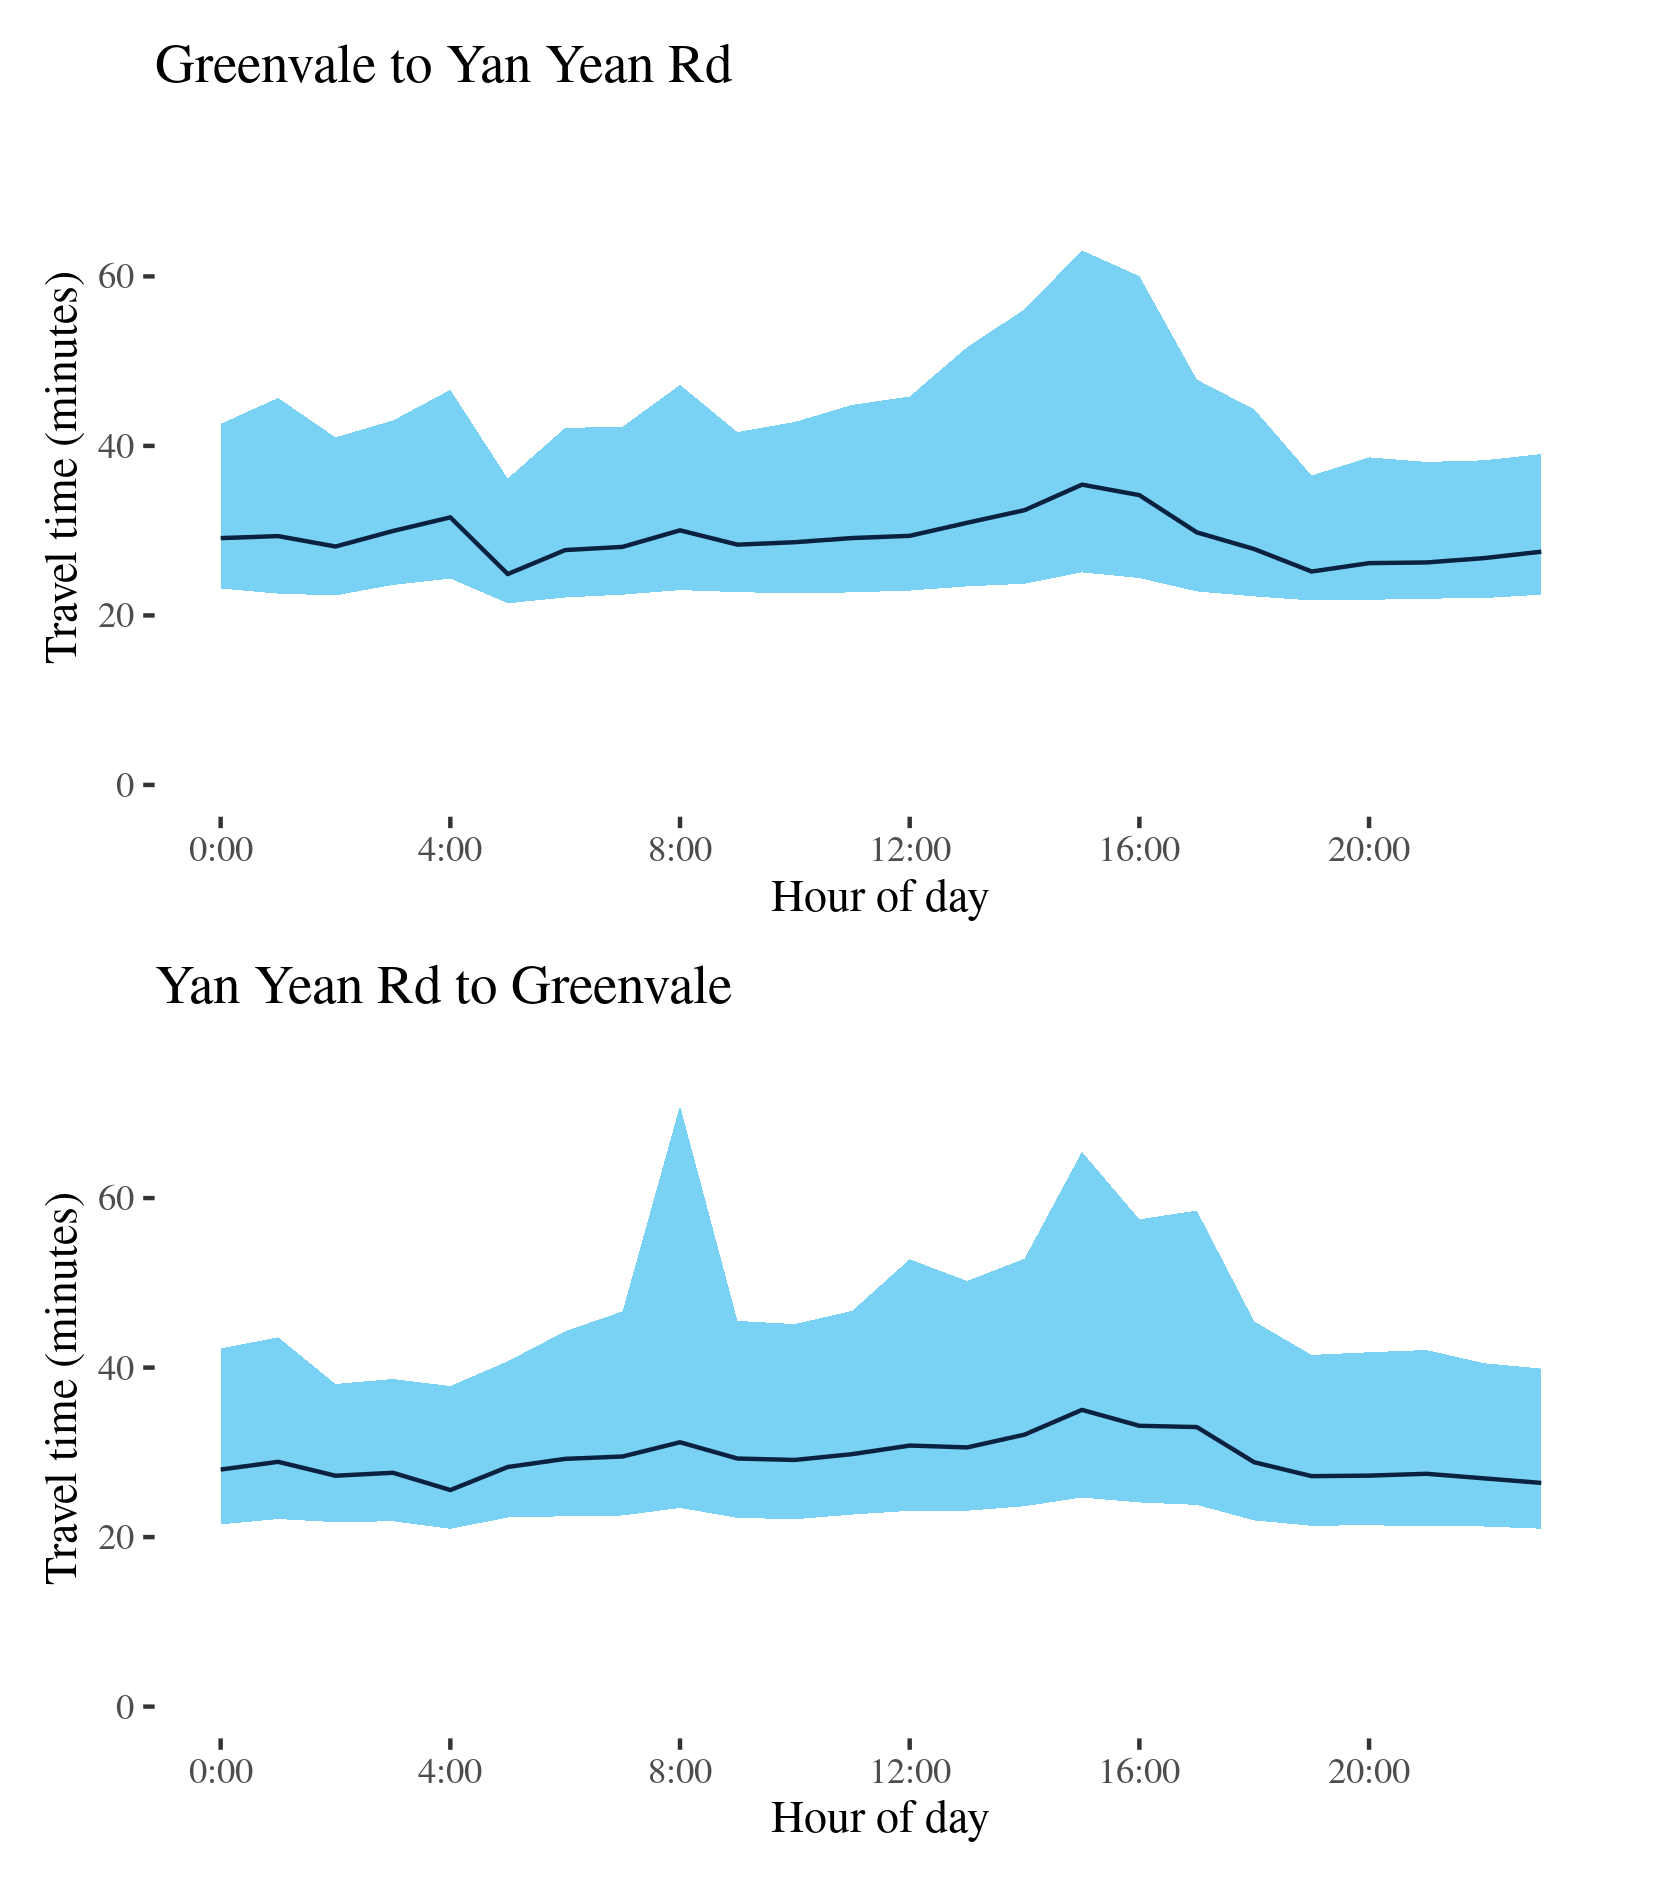 Greenvale to Yan Yean Rd
Travel time (minutes)
60
40
20
0
0:00 4:00 8:00 12:00 16:00 20:00
Hour of day
Yan Yean Rd to Greenvale
Travel time (minutes)
60
40
20
0
0:00 4:00 8:00 12:00 16:00 20:00
Hour of day